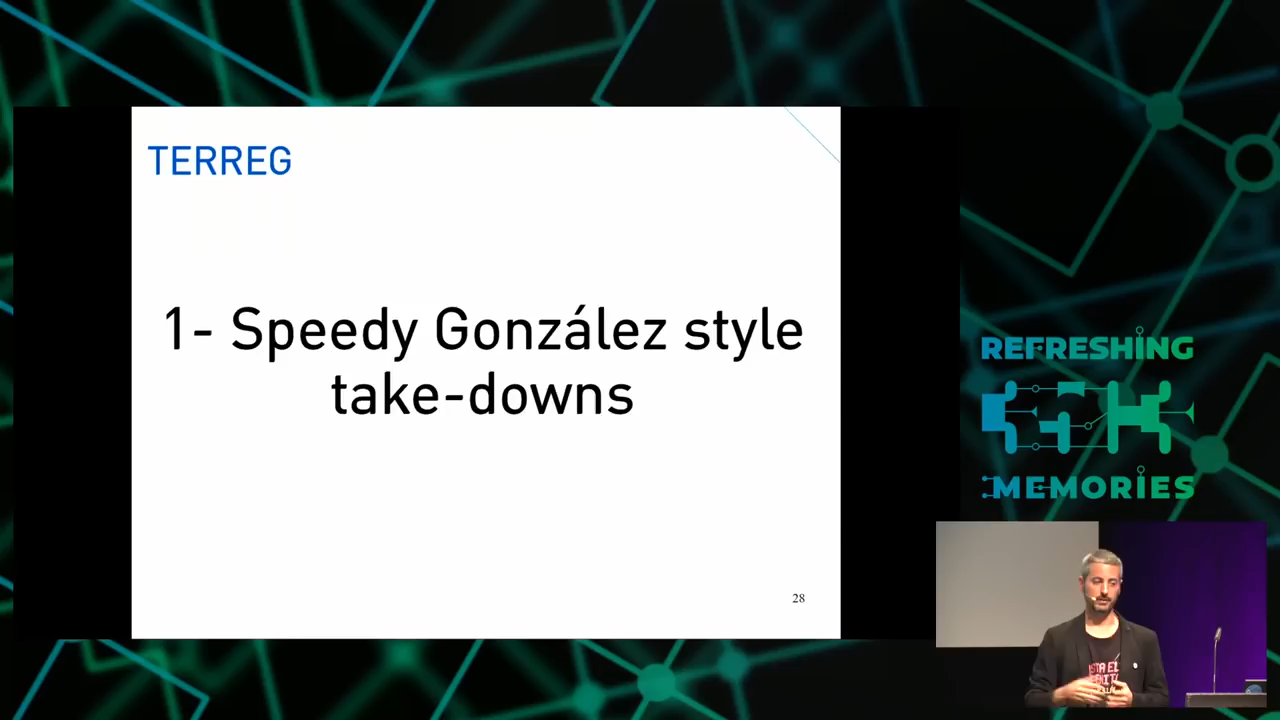 TERREG
1- Speedy González style
take-downs
28
REFRESHING
MEMORIES